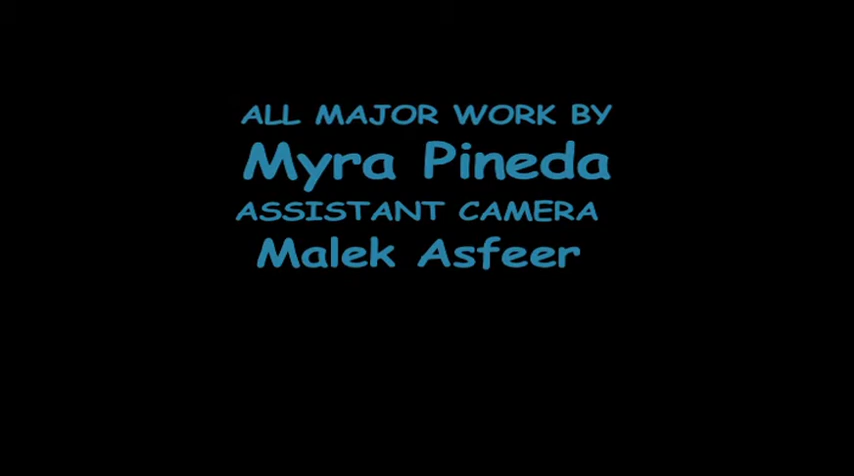 ALL MAJOR WORK BY
Myra Pineda
ASSISTANT CAMERA
Malek Asfeer